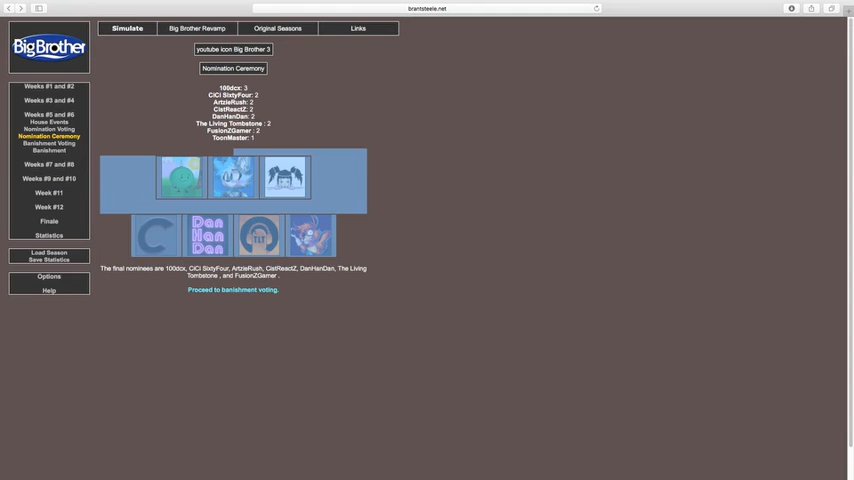 brantsteele.net
Simulate
Big Brother Revamp
Original Seasons
Links
Big Brother
youtube icon Big Brother 3
Nomination Ceremony
Weeks #1 and #2
Weeks #3 and #4
Weeks #5 and #6
House Events
Nomination Voting
Nomination Ceremony
Banishment Voting
Banishment
Weeks #7 and #8
Weeks #9 and #10
Week #11
Week #12
Finale
Statistics
Load Season
Save Statistics
Options
Help
100dcx: 3
CiCi SixtyFour: 2
ArtzieRush: 2
CistReactZ: 2
DanHanDan: 2
The Living Tombstone : 2
FusionZGamer : 2
ToonMaster: 1
C
Dan
Han
Dan
TLT
The final nominees are 100dcx, CiCi SixtyFour, ArtzieRush, CistReactZ, DanHanDan, The Living
Tombstone , and FusionZGamer .
Proceed to banishment voting.